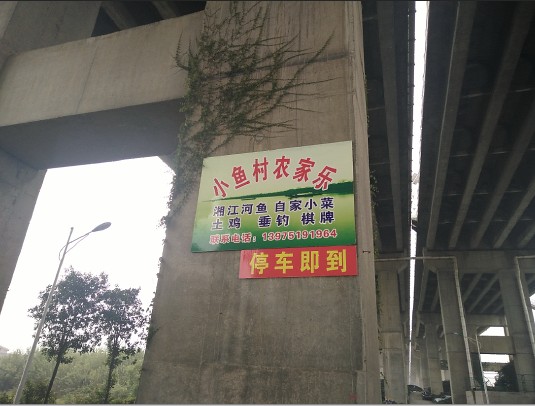 小鱼村农家乐
湘江河鱼 自家小菜
土鸡 垂钓 棋牌
联系电话：13975191964
停车即到